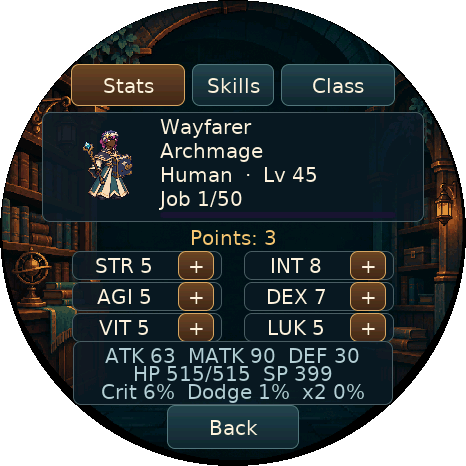 Stats Skills Class
Wayfarer
Archmage
Human · Lv 45
Job 1/50
Points: 3
STR 5 + INT 8 +
AGI 5 + DEX 7 +
VIT 5 + LUK 5 +
ATK 63 MATK 90 DEF 30
HP 515/515 SP 399
Crit 6% Dodge 1% x2 0%
Back